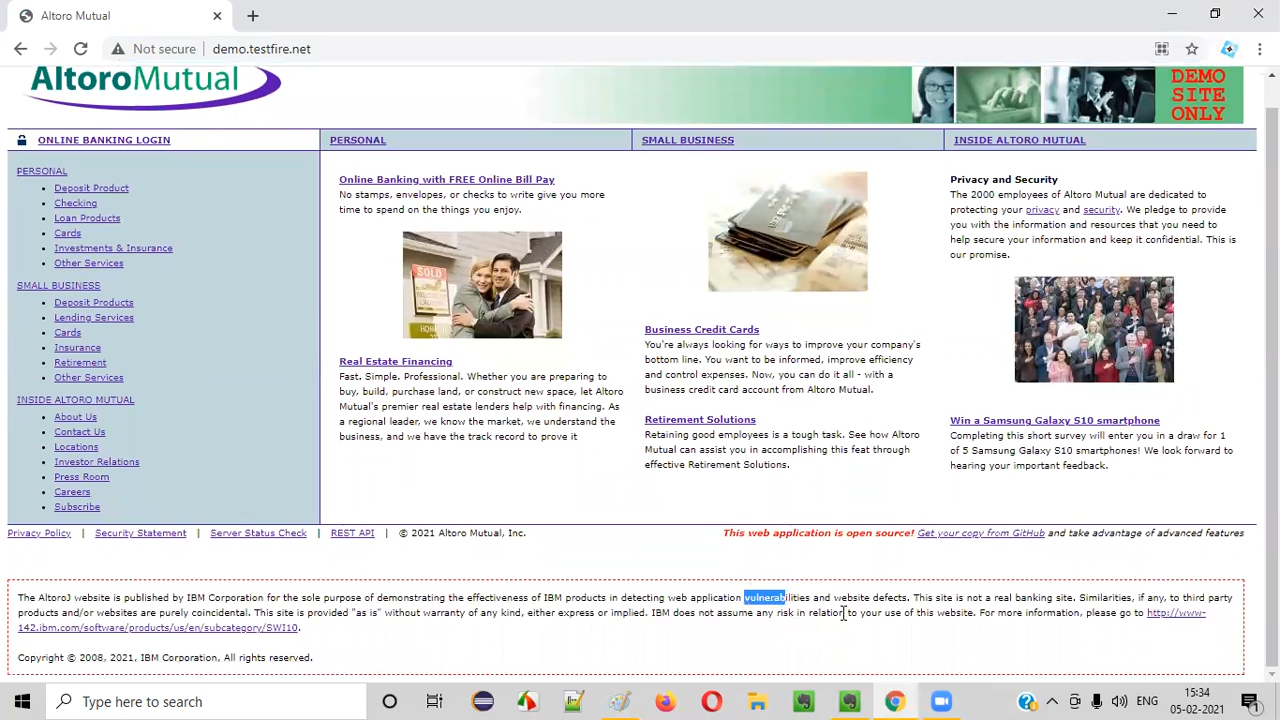 Altoro Mutual
Not secure
demo.testfire.net
AltoroMutual
DEMO
SITE
ONLY
ONLINE BANKING LOGIN
PERSONAL
SMALL BUSINESS
INSIDE ALTORO MUTUAL
PERSONAL
Deposit Product
Checking
Loan Products
Cards
Investments & Insurance
Other Services
SMALL BUSINESS
Deposit Products
Lending Services
Cards
Insurance
Retirement
Other Services
INSIDE ALTORO MUTUAL
About Us
Contact Us
Locations
Investor Relations
Press Room
Careers
Subscribe
Online Banking with FREE Online Bill Pay
No stamps, envelopes, or checks to write give you more
time to spend on the things you enjoy.
SOLD
Real Estate Financing
Fast. Simple. Professional. Whether you are preparing to
buy, build, purchase land, or construct new space, let Altoro
Mutual's premier real estate lenders help with financing. As
a regional leader, we know the market, we understand the
business, and we have the track record to prove it
Business Credit Cards
You're always looking for ways to improve your company's
bottom line. You want to be informed, improve efficiency
and control expenses. Now, you can do it all - with a
business credit card account from Altoro Mutual.
Retirement Solutions
Retaining good employees is a tough task. See how Altoro
Mutual can assist you in accomplishing this feat through
effective Retirement Solutions.
Privacy and Security
The 2000 employees of Altoro Mutual are dedicated to
protecting your privacy and security. We pledge to provide
you with the information and resources that you need to
help secure your information and keep it confidential. This is
our promise.
Win a Samsung Galaxy S10 smartphone
Completing this short survey will enter you in a draw for 1
of 5 Samsung Galaxy S10 smartphones! We look forward to
hearing your important feedback.
Privacy Policy | Security Statement | Server Status Check | REST API | © 2021 Altoro Mutual, Inc.
This web application is open source! Get your copy from GitHub and take advantage of advanced features
The AltoroJ website is published by IBM Corporation for the sole purpose of demonstrating the effectiveness of IBM products in detecting web application vulnerabilities and website defects. This site is not a real banking site. Similarities, if any, to third party
products and/or websites are purely coincidental. This site is provided "as is" without warranty of any kind, either express or implied. IBM does not assume any risk in relation to your use of this website. For more information, please go to http://www-
142.ibm.com/software/products/us/en/subcategory/SWI10.
Copyright © 2008, 2021, IBM Corporation, All rights reserved.
Type here to search
ENG
15:34
05-02-2021